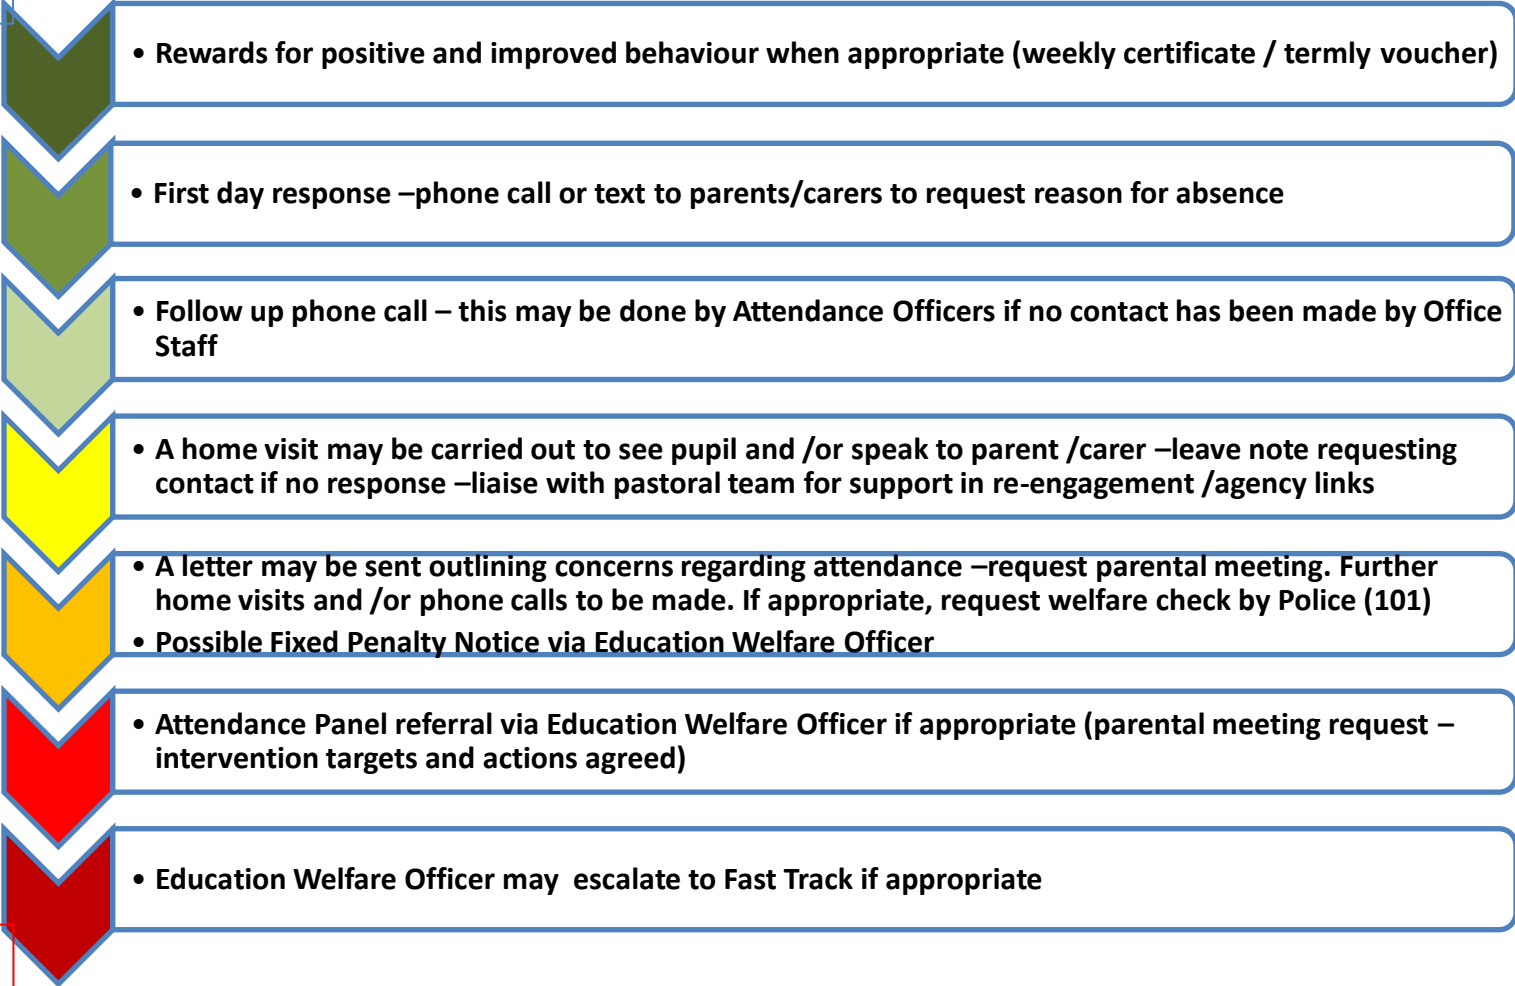 • Rewards for positive and improved behaviour when appropriate (weekly certificate / termly voucher)
• First day response –phone call or text to parents/carers to request reason for absence
• Follow up phone call – this may be done by Attendance Officers if no contact has been made by Office
Staff
• A home visit may be carried out to see pupil and /or speak to parent /carer –leave note requesting
contact if no response –liaise with pastoral team for support in re-engagement /agency links
• A letter may be sent outlining concerns regarding attendance –request parental meeting. Further
home visits and /or phone calls to be made. If appropriate, request welfare check by Police (101)
• Possible Fixed Penalty Notice via Education Welfare Officer
• Attendance Panel referral via Education Welfare Officer if appropriate (parental meeting request –
intervention targets and actions agreed)
• Education Welfare Officer may  escalate to Fast Track if appropriate